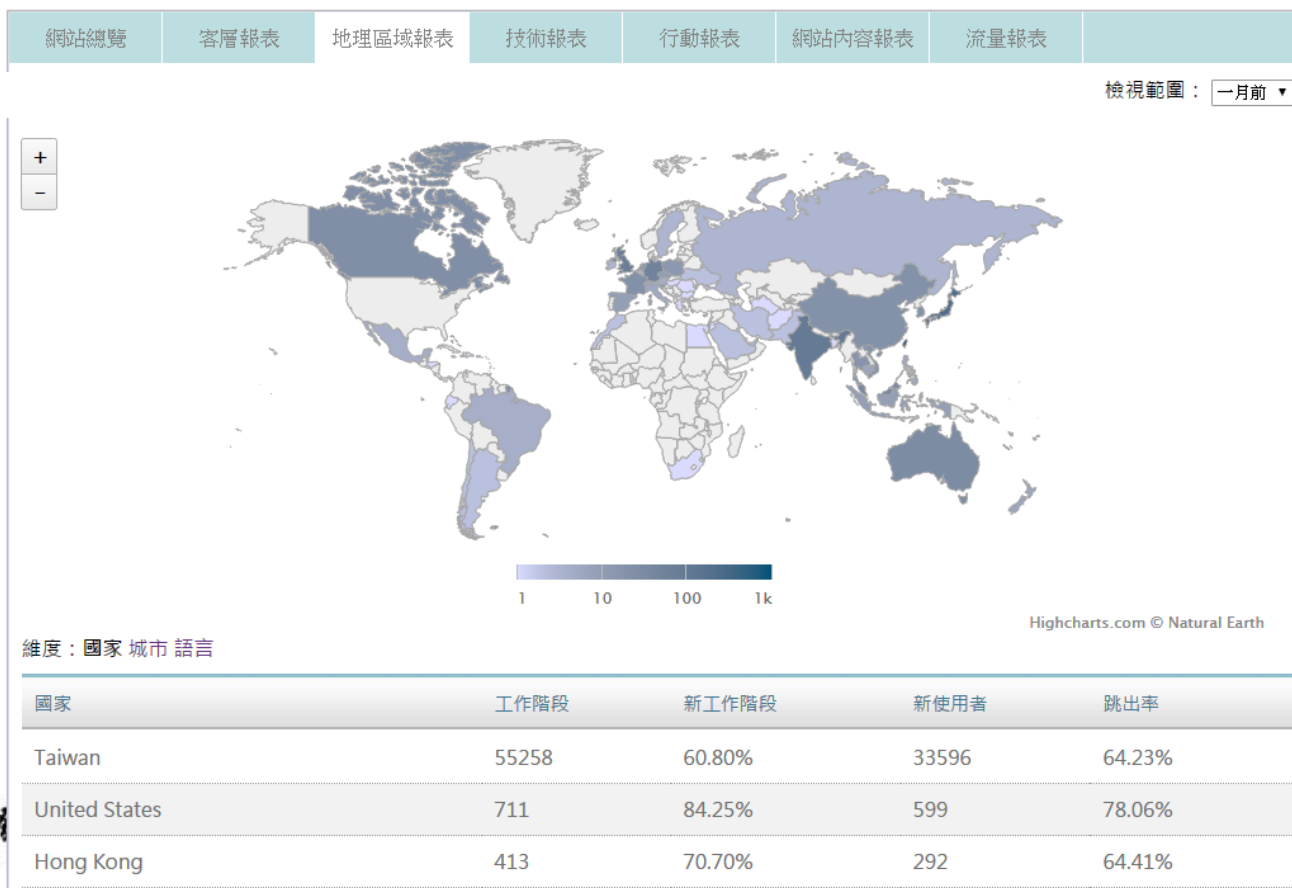 網站總覽 客層報表 地理區域報表 技術報表 行動報表 網站內容報表 流量報表
檢視範圍： 一月前
+
−
1 10 100 1k
Highcharts.com © Natural Earth
維度：國家 城市 語言
國家 工作階段 新工作階段 新使用者 跳出率
Taiwan 55258 60.80% 33596 64.23%
United States 711 84.25% 599 78.06%
Hong Kong 413 70.70% 292 64.41%